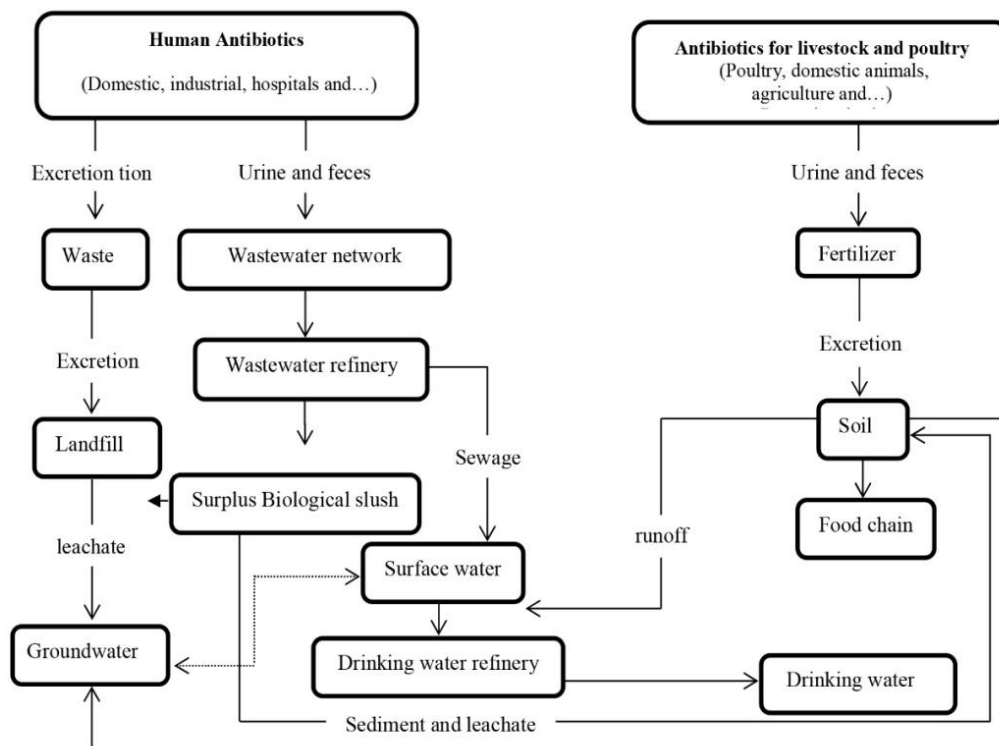 Human Antibiotics
(Domestic, industrial, hospitals and…)
Antibiotics for livestock and poultry
(Poultry, domestic animals,
agriculture and…)
Excretion tion
Urine and feces
Urine and feces
Waste
Wastewater network
Fertilizer
Excretion
Wastewater refinery
Excretion
Landfill
Sewage
Soil
Surplus Biological slush
Food chain
leachate
runoff
Surface water
Groundwater
Drinking water refinery
Drinking water
Sediment and leachate